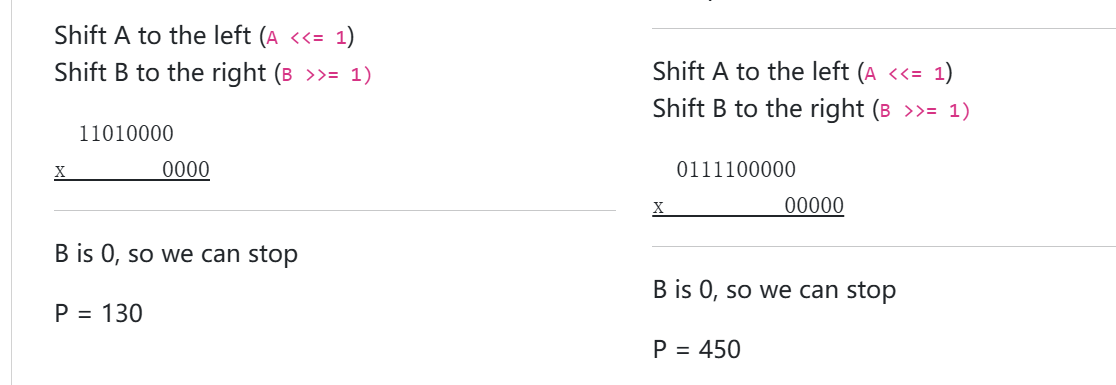 Shift A to the left (A <<= 1)
Shift B to the right (B >>= 1)
11010000
x 0000
B is 0, so we can stop
P = 130
Shift A to the left (A <<= 1)
Shift B to the right (B >>= 1)
0111100000
x 00000
B is 0, so we can stop
P = 450